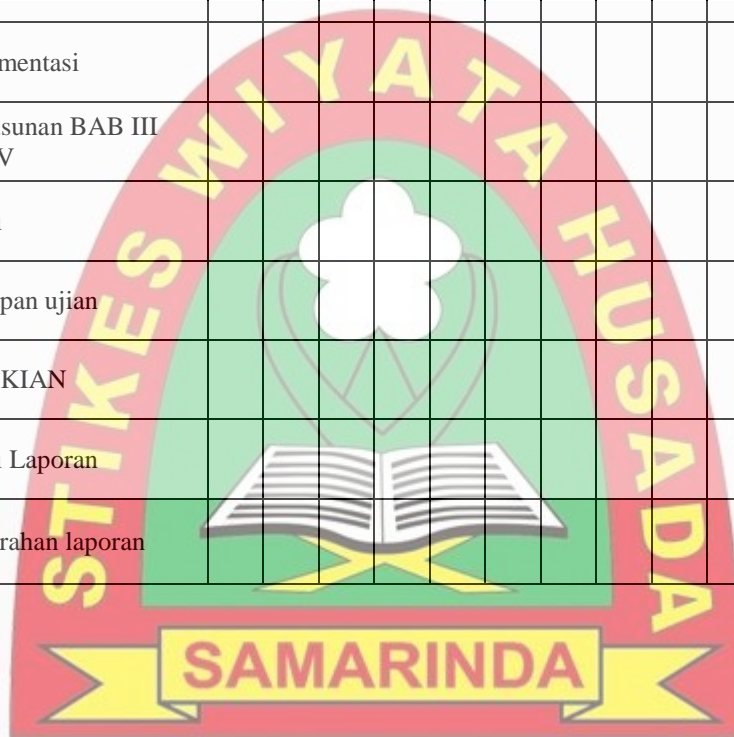 mentasi
sunan BAB III
V
i
pan ujian
KIAN
i Laporan
rahan laporan
STIKES WIYATA HUSADA
SAMARINDA